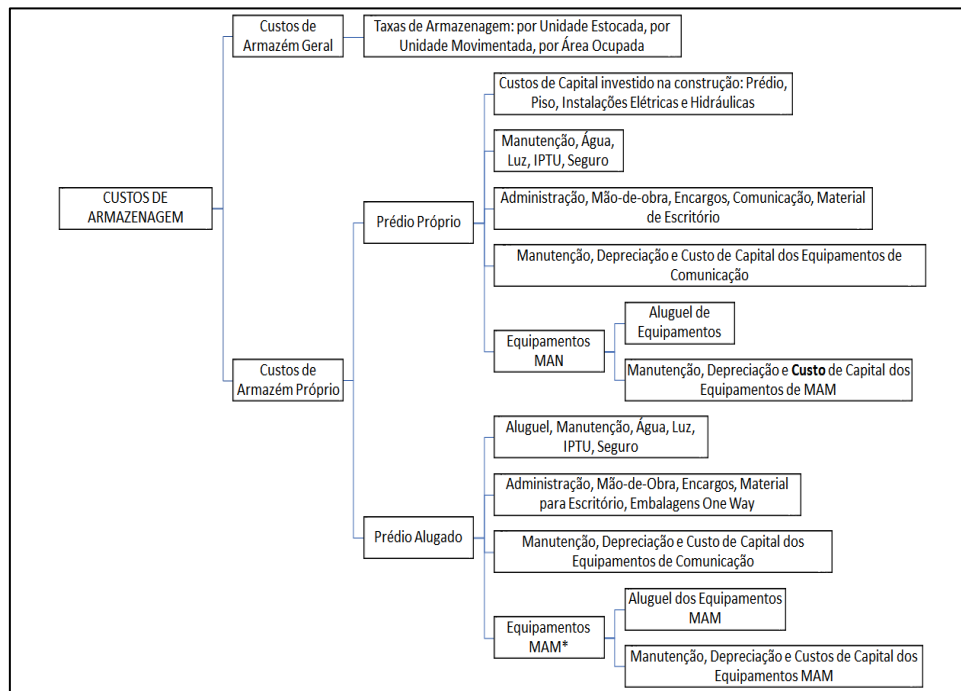 Custos de
Armazém Geral
Taxas de Armazenagem: por Unidade Estocada, por
Unidade Movimentada, por Área Ocupada
Custos de Capital investido na construção: Prédio,
Piso, Instalações Elétricas e Hidráulicas
Manutenção, Água,
Luz, IPTU, Seguro
CUSTOS DE
ARMAZENAGEM
Prédio Próprio
Administração, Mão-de-obra, Encargos, Comunicação, Material
de Escritório
Manutenção, Depreciação e Custo de Capital dos Equipamentos de
Comunicação
Equipamentos
MAN
Aluguel de
Equipamentos
Custos de
Armazém Próprio
Manutenção, Depreciação e Custo de Capital dos
Equipamentos de MAM
Aluguel, Manutenção, Água, Luz,
IPTU, Seguro
Administração, Mão-de-Obra, Encargos, Material
para Escritório, Embalagens One Way
Prédio Alugado
Manutenção, Depreciação e Custo de Capital dos
Equipamentos de Comunicação
Equipamentos
MAM*
Aluguel dos Equipamentos
MAM
Manutenção, Depreciação e Custos de Capital dos
Equipamentos MAM